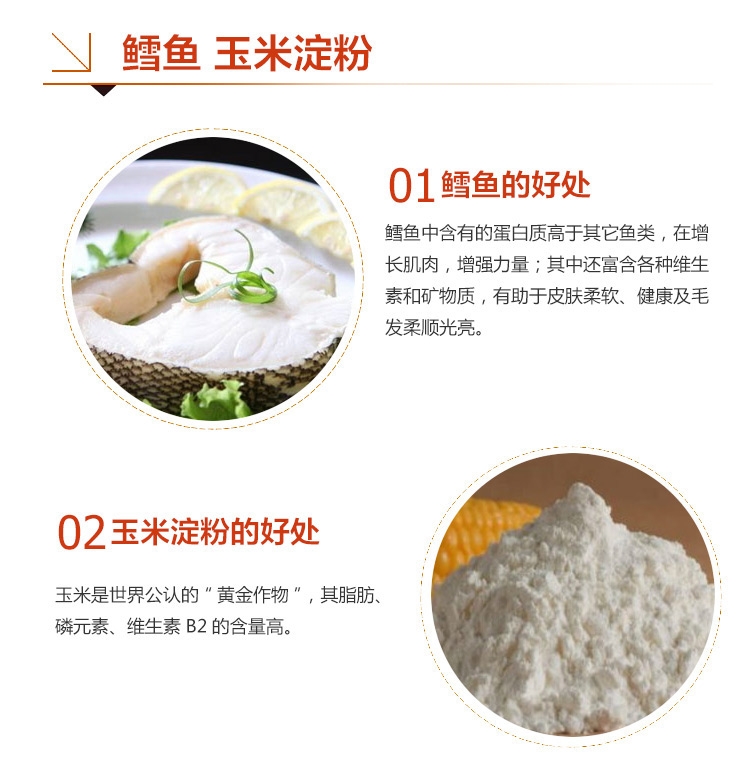 鳕鱼 玉米淀粉
01鳕鱼的好处
鳕鱼中含有的蛋白质高于其它鱼类，在增
长肌肉，增强力量；其中还富含各种维生
素和矿物质，有助于皮肤柔软、健康及毛
发柔顺光亮。
02玉米淀粉的好处
玉米是世界公认的“黄金作物”，其脂肪、
磷元素、维生素 B2 的含量高。